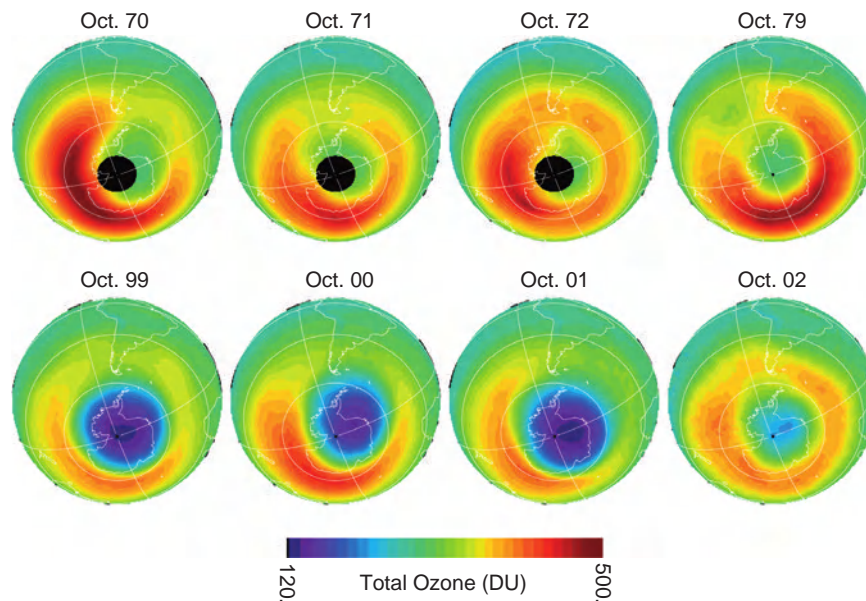 Oct. 70 Oct. 71 Oct. 72 Oct. 79
Oct. 99 Oct. 00 Oct. 01 Oct. 02
120. Total Ozone (DU) 500.